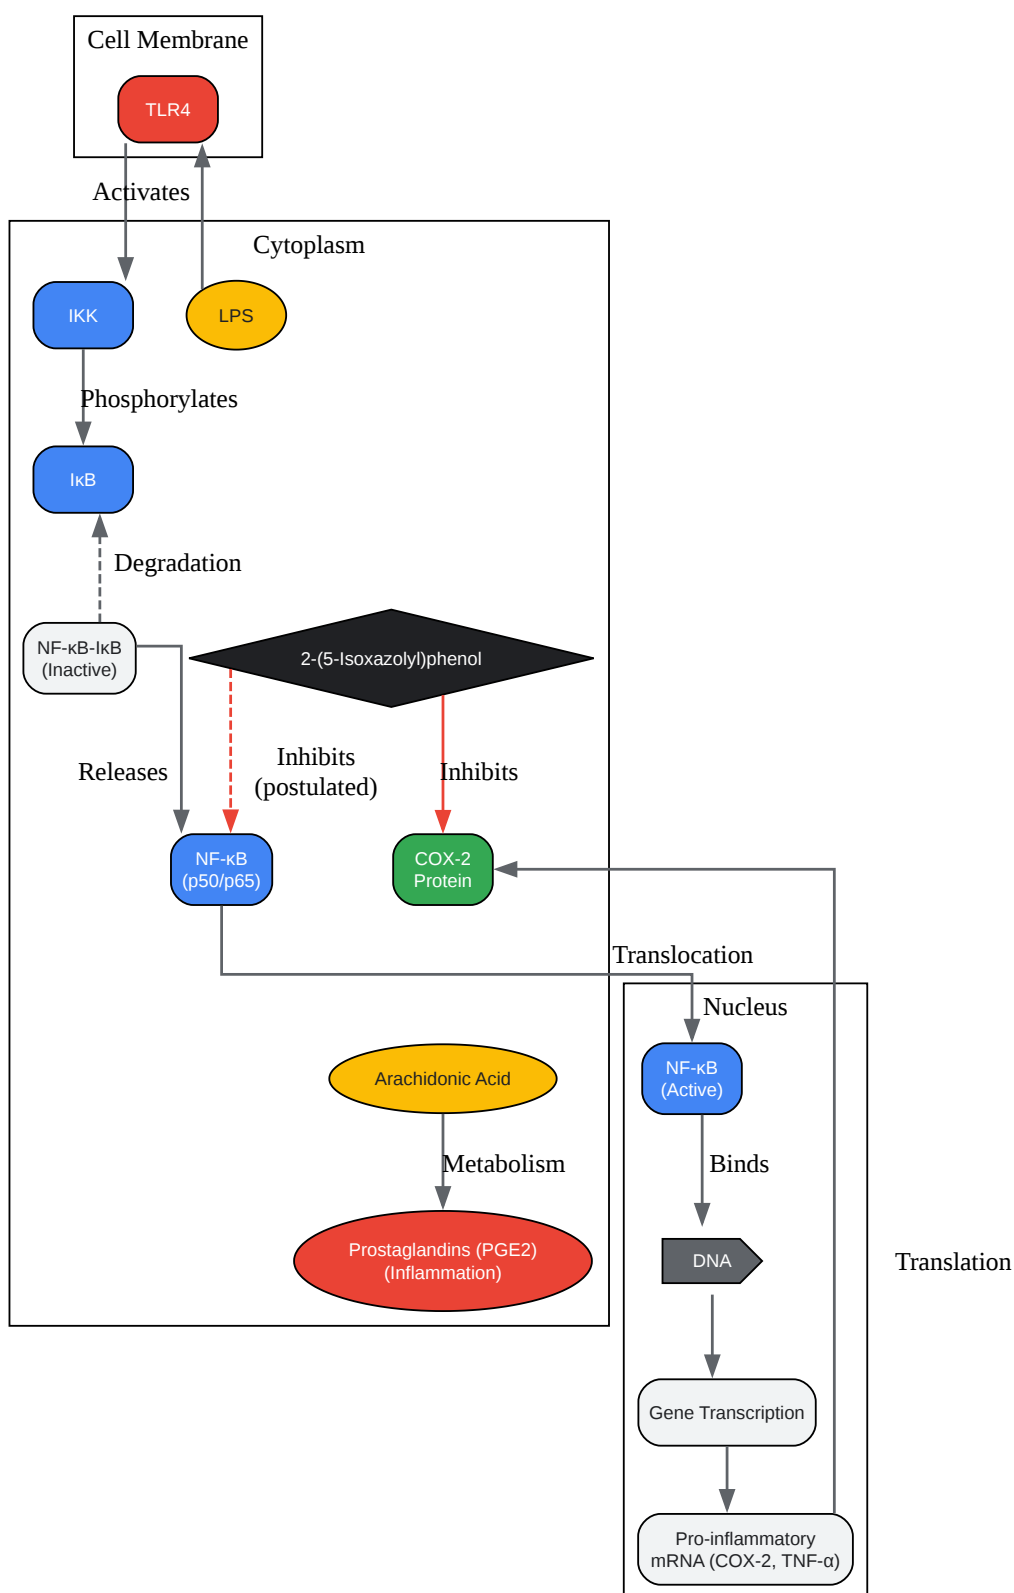 Cell Membrane
TLR4
Activates
Cytoplasm
IKK
LPS
Phosphorylates
IκB
Degradation
NF-κB-IκB
(Inactive)
2-(5-Isoxazolyl)phenol
Releases
Inhibits
(postulated)
Inhibits
NF-κB
(p50/p65)
COX-2
Protein
Translocation
Nucleus
NF-κB
(Active)
Arachidonic Acid
Metabolism
Binds
Prostaglandins (PGE2)
(Inflammation)
DNA
Translation
Gene Transcription
Pro-inflammatory
mRNA (COX-2, TNF-α)